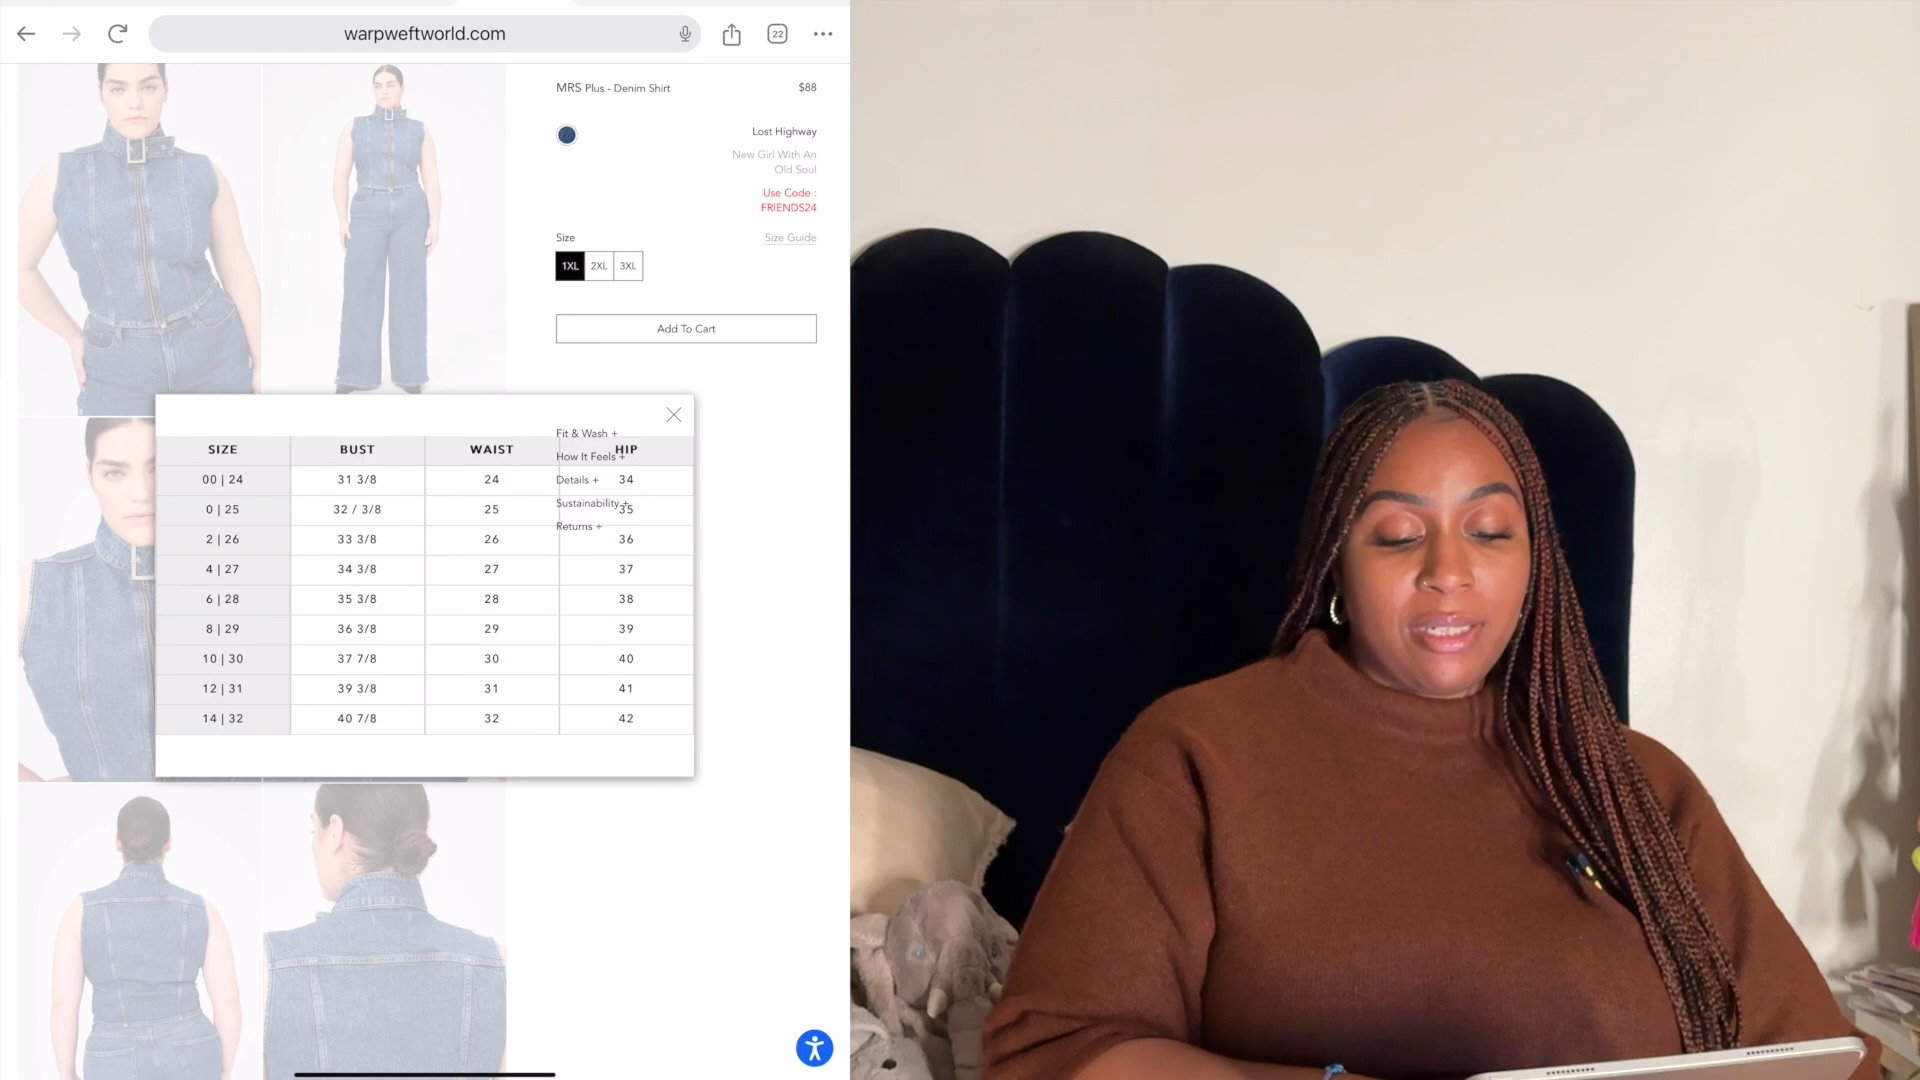 warpweftworld.com
22
MRS Plus - Denim Shirt
$88
Lost Highway
New Girl With An
Old Soul
Use Code :
FRIENDS24
Size
Size Guide
1XL 2XL 3XL
Add To Cart
Fit & Wash +
How It Feels +
Details +
Sustainability +
Returns +
SIZE BUST WAIST HIP
00 | 24 31 3/8 24 34
0 | 25 32 / 3/8 25 35
2 | 26 33 3/8 26 36
4 | 27 34 3/8 27 37
6 | 28 35 3/8 28 38
8 | 29 36 3/8 29 39
10 | 30 37 7/8 30 40
12 | 31 39 3/8 31 41
14 | 32 40 7/8 32 42